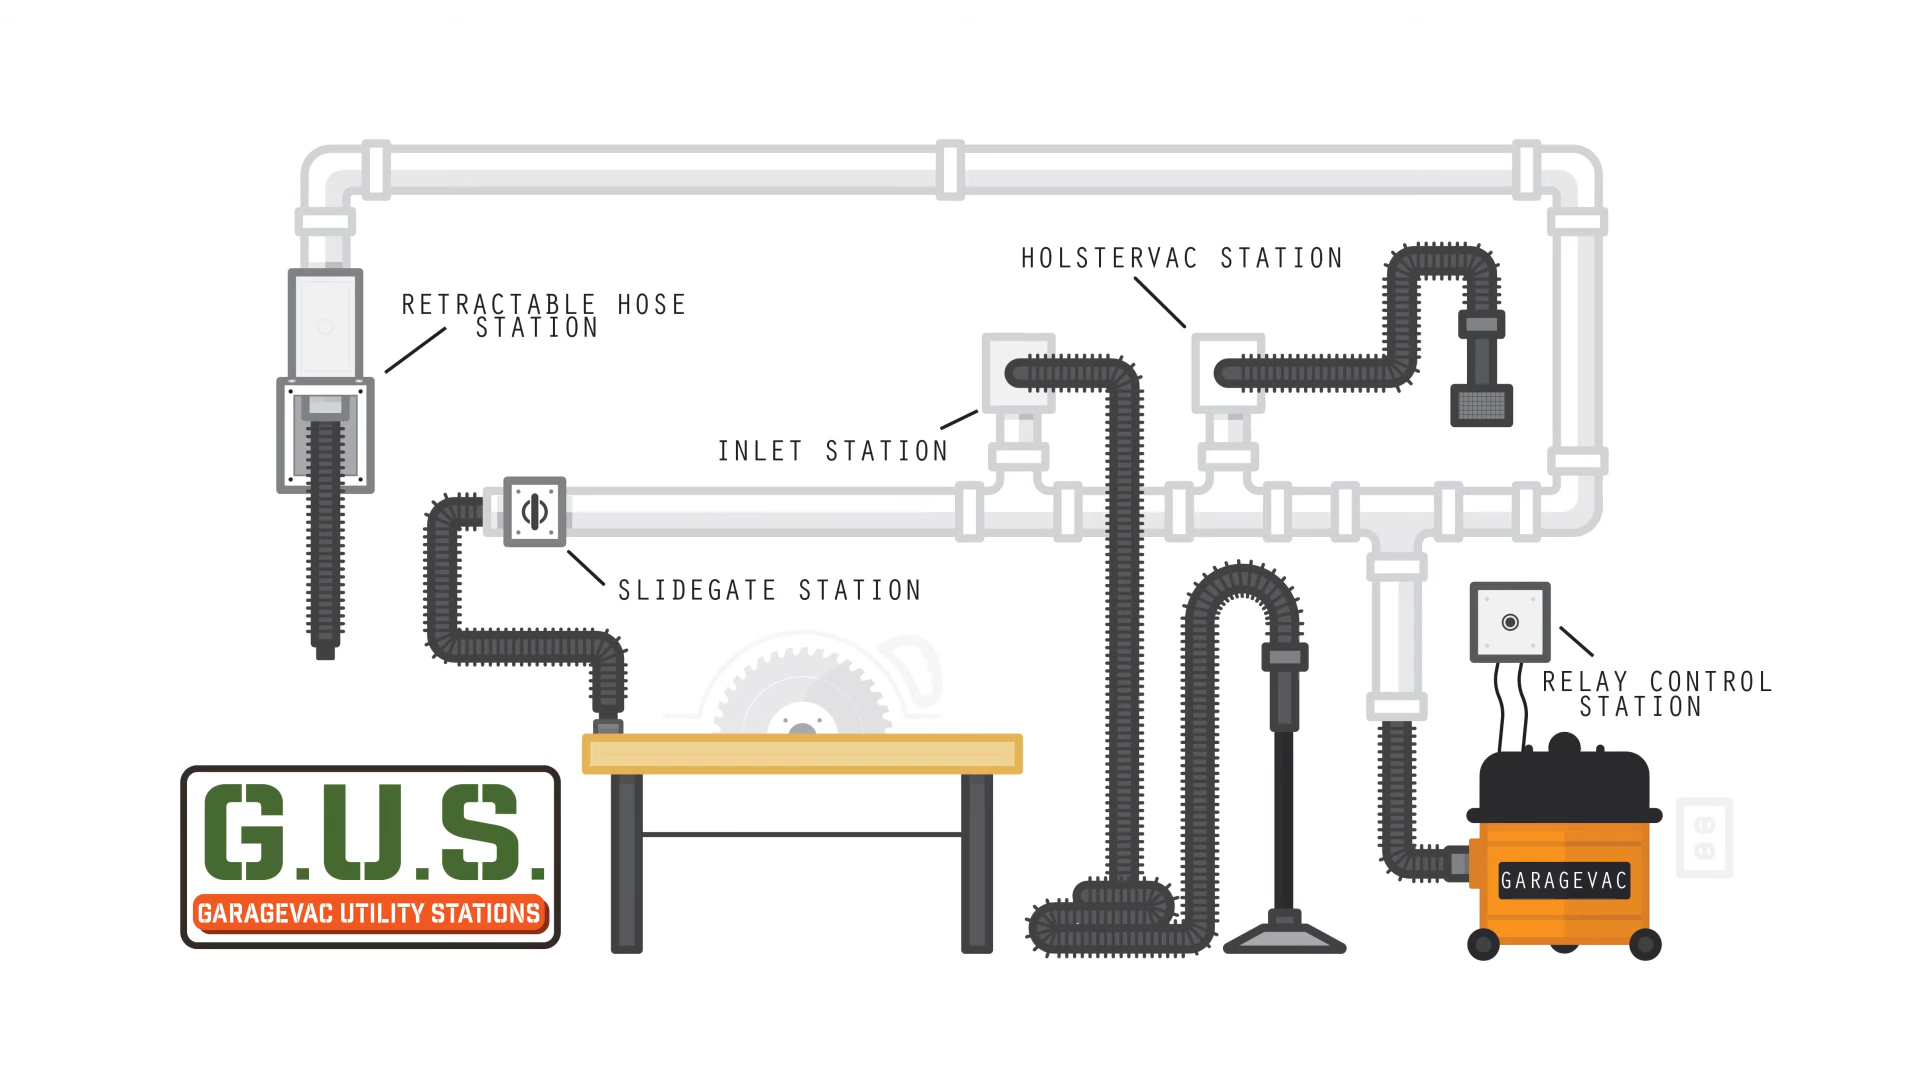 HOLSTERVAC STATION
RETRACTABLE HOSE
STATION
INLET STATION
SLIDEGATE STATION
RELAY CONTROL
STATION
G.U.S.
GARAGEVAC UTILITY STATIONS
GARAGEVAC